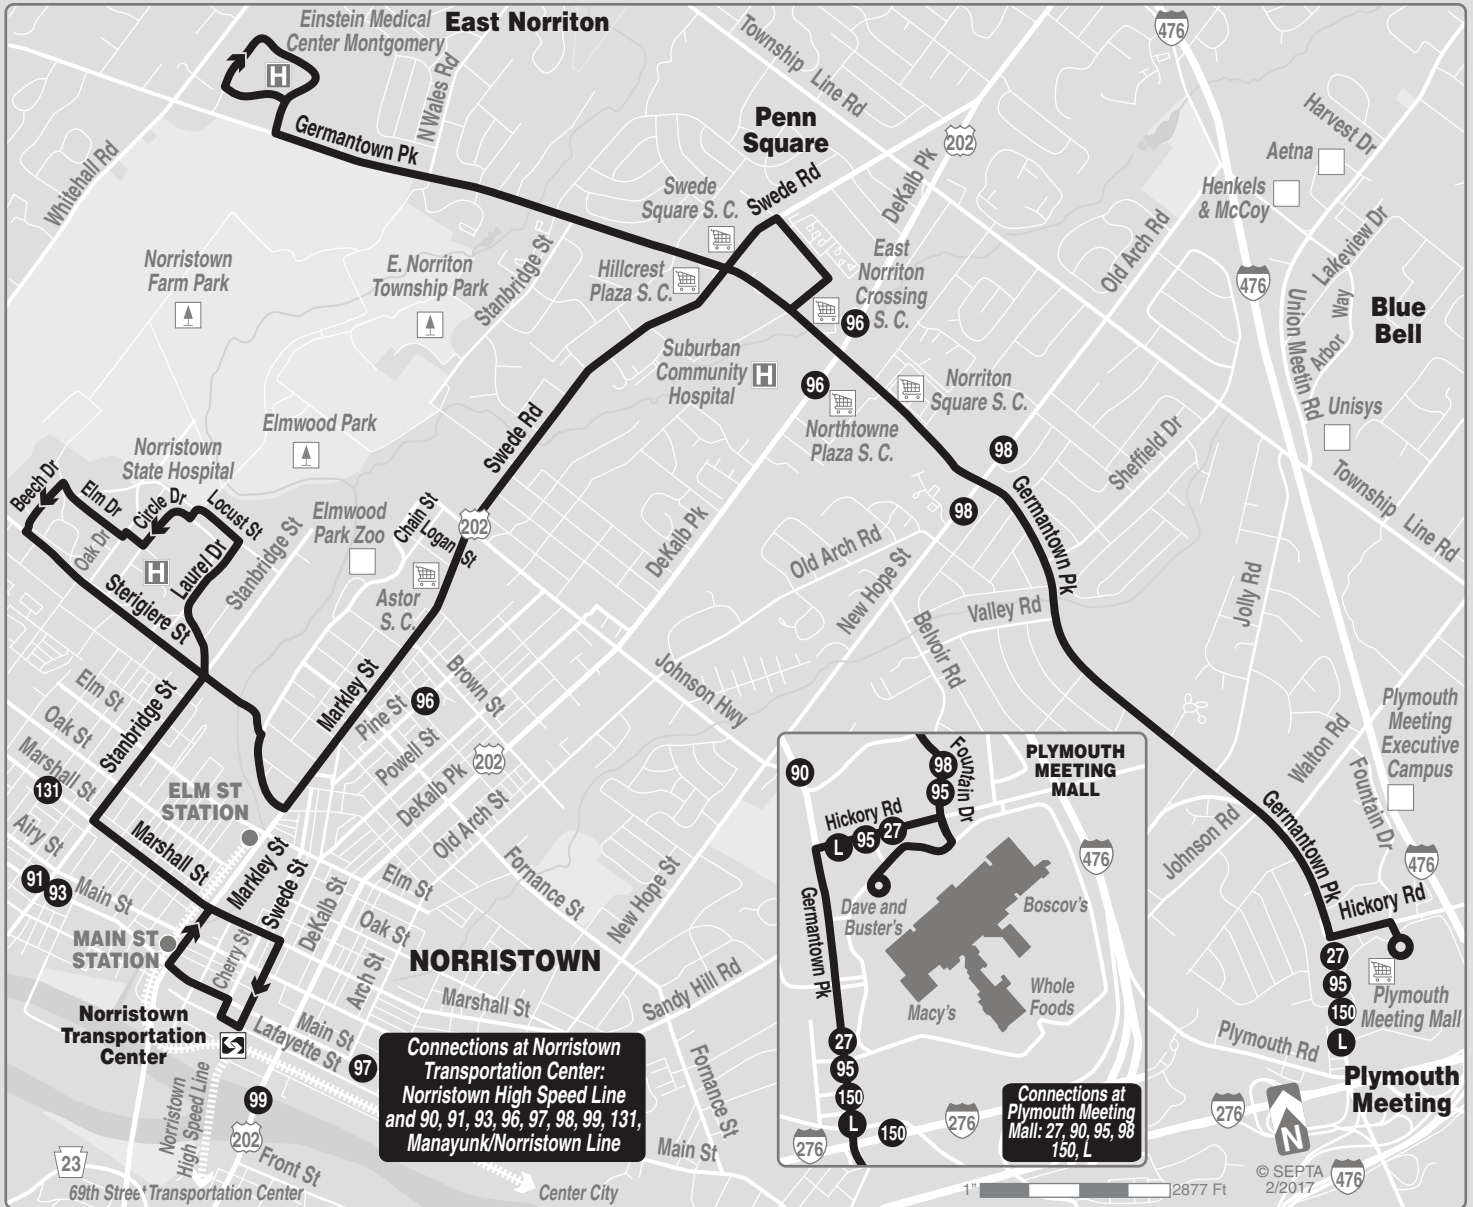 Einstein Medical
Center Montgomery
East Norriton
476
Township Line Rd
N Wales Rd
H
Germantown Pk
Penn
Square
202
Harvest Dr
Aetna
Henkels
& McCoy
Whitehall Rd
Swede
Square S. C.
Swede Rd
DeKalb Pk
Old Arch Rd
Lakeview Dr
Norristown
Farm Park
E. Norriton
Township Park
Stanbridge St
Hillcrest
Plaza S. C.
East
Norriton
Crossing
S. C.
96
476
Union Meetin Rd
Arbor Way
Blue
Bell
Suburban
Community
Hospital
H
96
Norriton
Square S. C.
Northtowne
Plaza S. C.
Unisys
Elmwood Park
Swede Rd
98
Sheffield Dr
Norristown
State Hospital
Beech Dr
Elm Dr
Circle Dr
Locust St
Oak Dr
H
Laurel Dr
Stanbridge St
Elmwood
Park Zoo
Chain St
Logan St
202
98
Germantown Pk
Township Line Rd
DeKalb Pk
Old Arch Rd
New Hope St
Astor
S. C.
Sterigiere St
Valley Rd
Belvoir Rd
Jolly Rd
Elm St
Oak St
Marshall St
Stanbridge St
Markley St
Pine St
96
Brown St
Johnson Hwy
Powell St
202
DeKalb Pk
Old Arch St
131
ELM ST
STATION
Airy St
Marshall St
Markley St
Swede St
91
93
Main St
DeKalb St
Elm St
Oak St
Fornance St
New Hope St
MAIN ST
STATION
Cherry St
NORRISTOWN
Arch St
Marshall St
Sandy Hill Rd
Norristown
Transportation
Center
Main St
Lafayette St
97
Norristown
High Speed Line
99
202
Front St
23
69th Street Transportation Center
Connections at Norristown
Transportation Center:
Norristown High Speed Line
and 90, 91, 93, 96, 97, 98, 99, 131,
Manayunk/Norristown Line
Fornance St
Main St
Center City
PLYMOUTH
MEETING
MALL
90
98
95
Fountain Dr
Hickory Rd
L
95
27
476
Germantown Pk
Dave and
Buster's
Boscov's
Macy's
Whole
Foods
27
95
150
L
150
276
276
Connections at
Plymouth Meeting
Mall: 27, 90, 95, 98
150, L
Walton Rd
Plymouth
Meeting
Executive
Campus
Fountain Dr
Johnson Rd
Germantown Pk
476
Hickory Rd
27
95
150
L
Plymouth
Meeting Mall
Plymouth Rd
Plymouth
Meeting
276
N
© SEPTA
2/2017
476
1"
2877 Ft